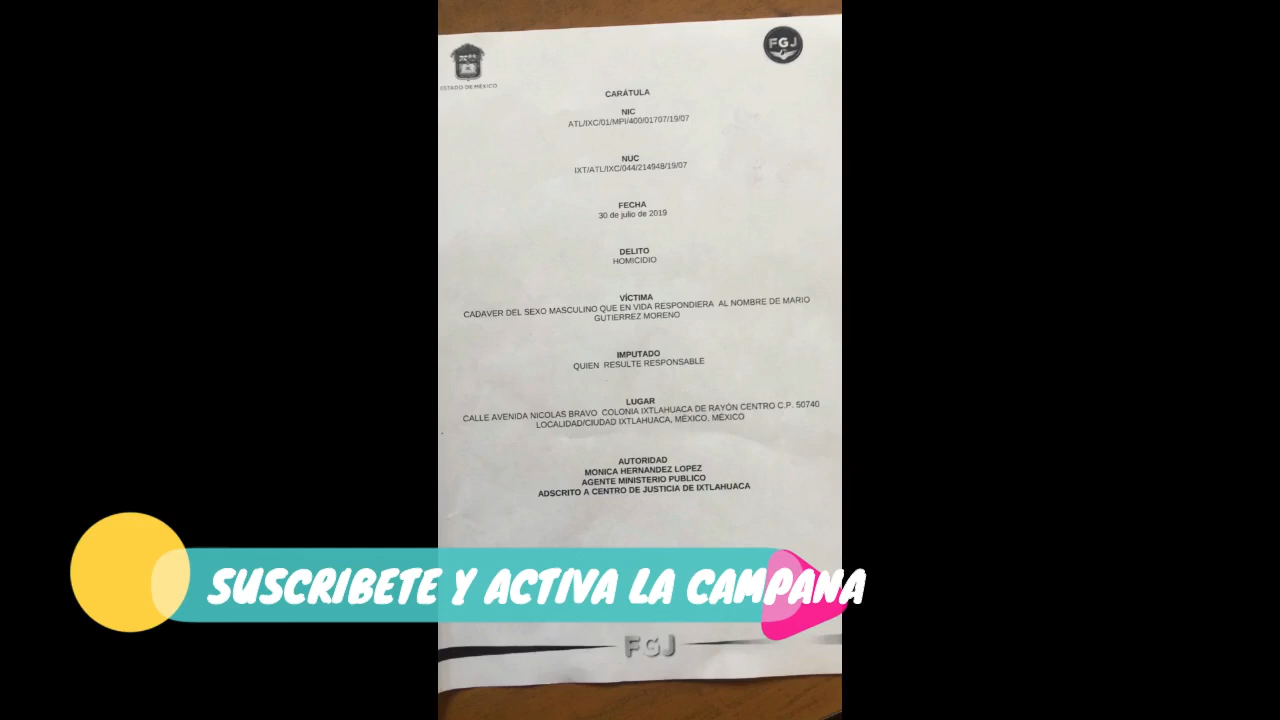 ESTADO DE MÉXICO
FGJ
CARÁTULA
NIC
ATL/IXC/01/MPI/400/01707/19/07
NUC
IXT/ATL/IXC/044/214948/19/07
FECHA
30 de julio de 2019
DELITO
HOMICIDIO
VÍCTIMA
CADAVER DEL SEXO MASCULINO QUE EN VIDA RESPONDIERA AL NOMBRE DE MARIO
GUTIERREZ MORENO
IMPUTADO
QUIEN RESULTE RESPONSABLE
LUGAR
CALLE AVENIDA NICOLAS BRAVO COLONIA IXTLAHUACA DE RAYÓN CENTRO C.P. 50740
LOCALIDAD/CIUDAD IXTLAHUACA, MÉXICO, MÉXICO
AUTORIDAD
MONICA HERNANDEZ LOPEZ
AGENTE MINISTERIO PUBLICO
ADSCRITO A CENTRO DE JUSTICIA DE IXTLAHUACA
SUSCRIBETE Y ACTIVA LA CAMPANA
FGJ